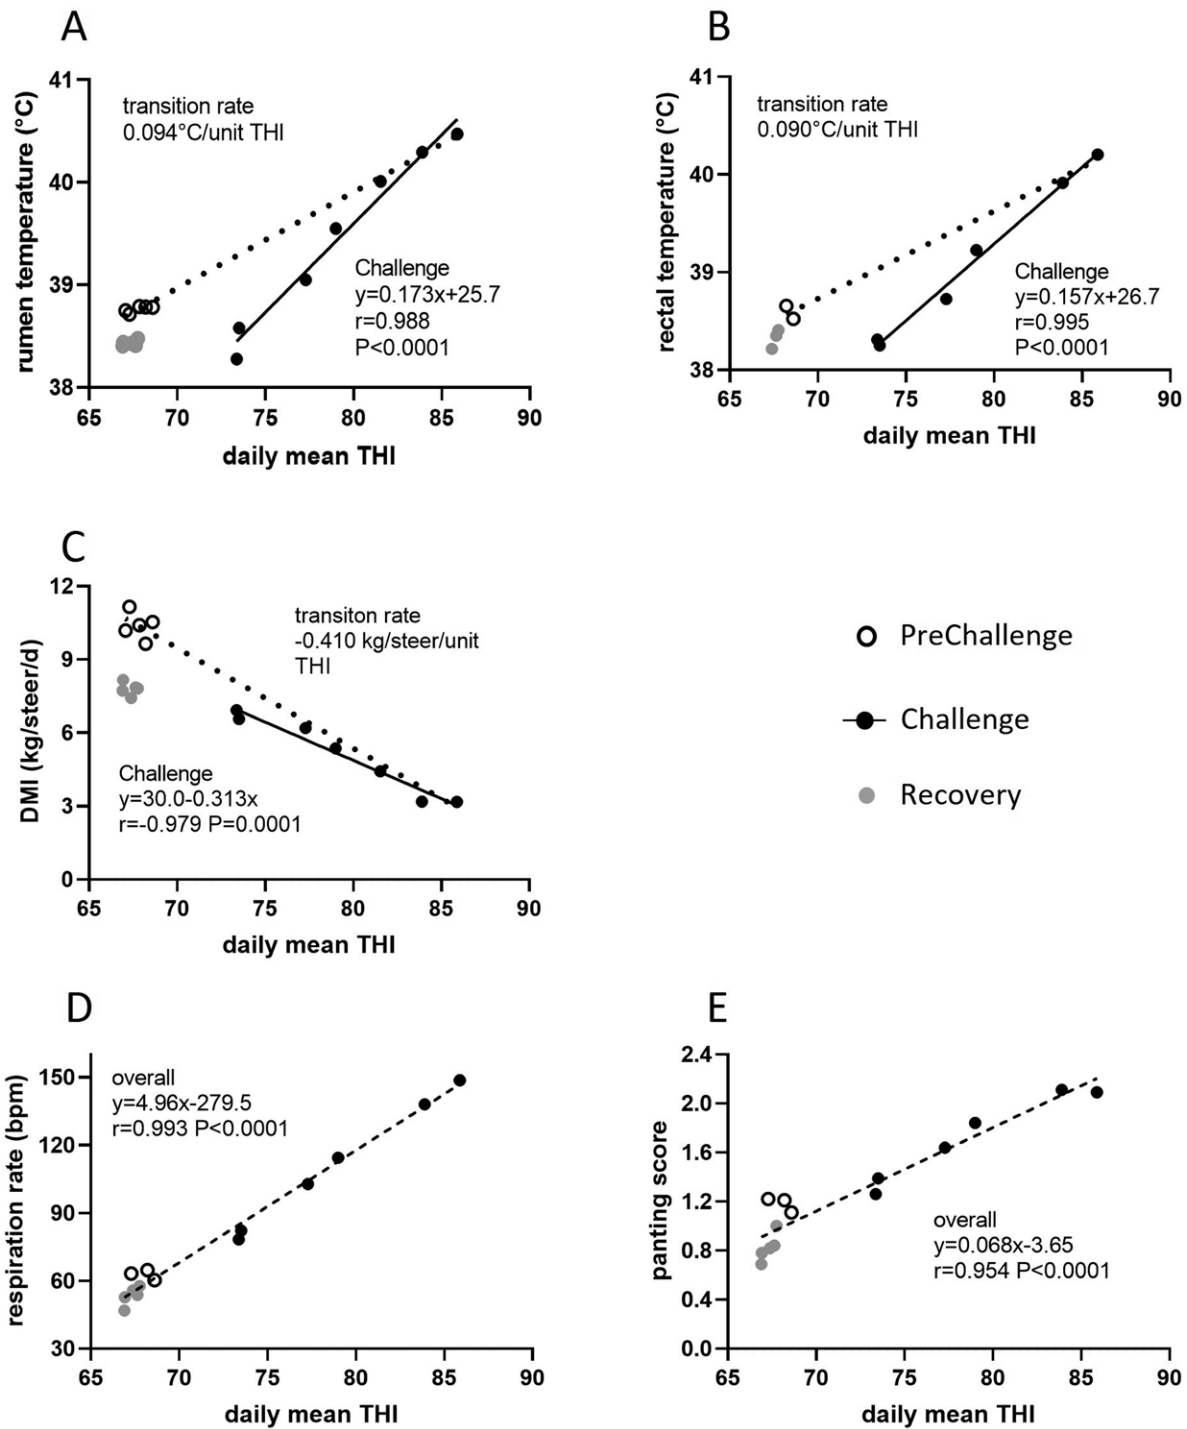 A
rumen temperature (°C)
41
40
39
38
transition rate
0.094°C/unit THI
Challenge
y=0.173x+25.7
r=0.988
P<0.0001
65 70 75 80 85 90
daily mean THI
B
rectal temperature (°C)
41
40
39
38
transition rate
0.090°C/unit THI
Challenge
y=0.157x+26.7
r=0.995
P<0.0001
65 70 75 80 85 90
daily mean THI
C
DMI (kg/steer/d)
12
9
6
3
0
transiton rate
-0.410 kg/steer/unit
THI
Challenge
y=30.0-0.313x
r=-0.979 P=0.0001
65 70 75 80 85 90
daily mean THI
PreChallenge
Challenge
Recovery
D
respiration rate (bpm)
150
120
90
60
30
overall
y=4.96x-279.5
r=0.993 P<0.0001
65 70 75 80 85 90
daily mean THI
E
panting score
2.4
2.0
1.6
1.2
0.8
0.4
0.0
overall
y=0.068x-3.65
r=0.954 P<0.0001
65 70 75 80 85 90
daily mean THI